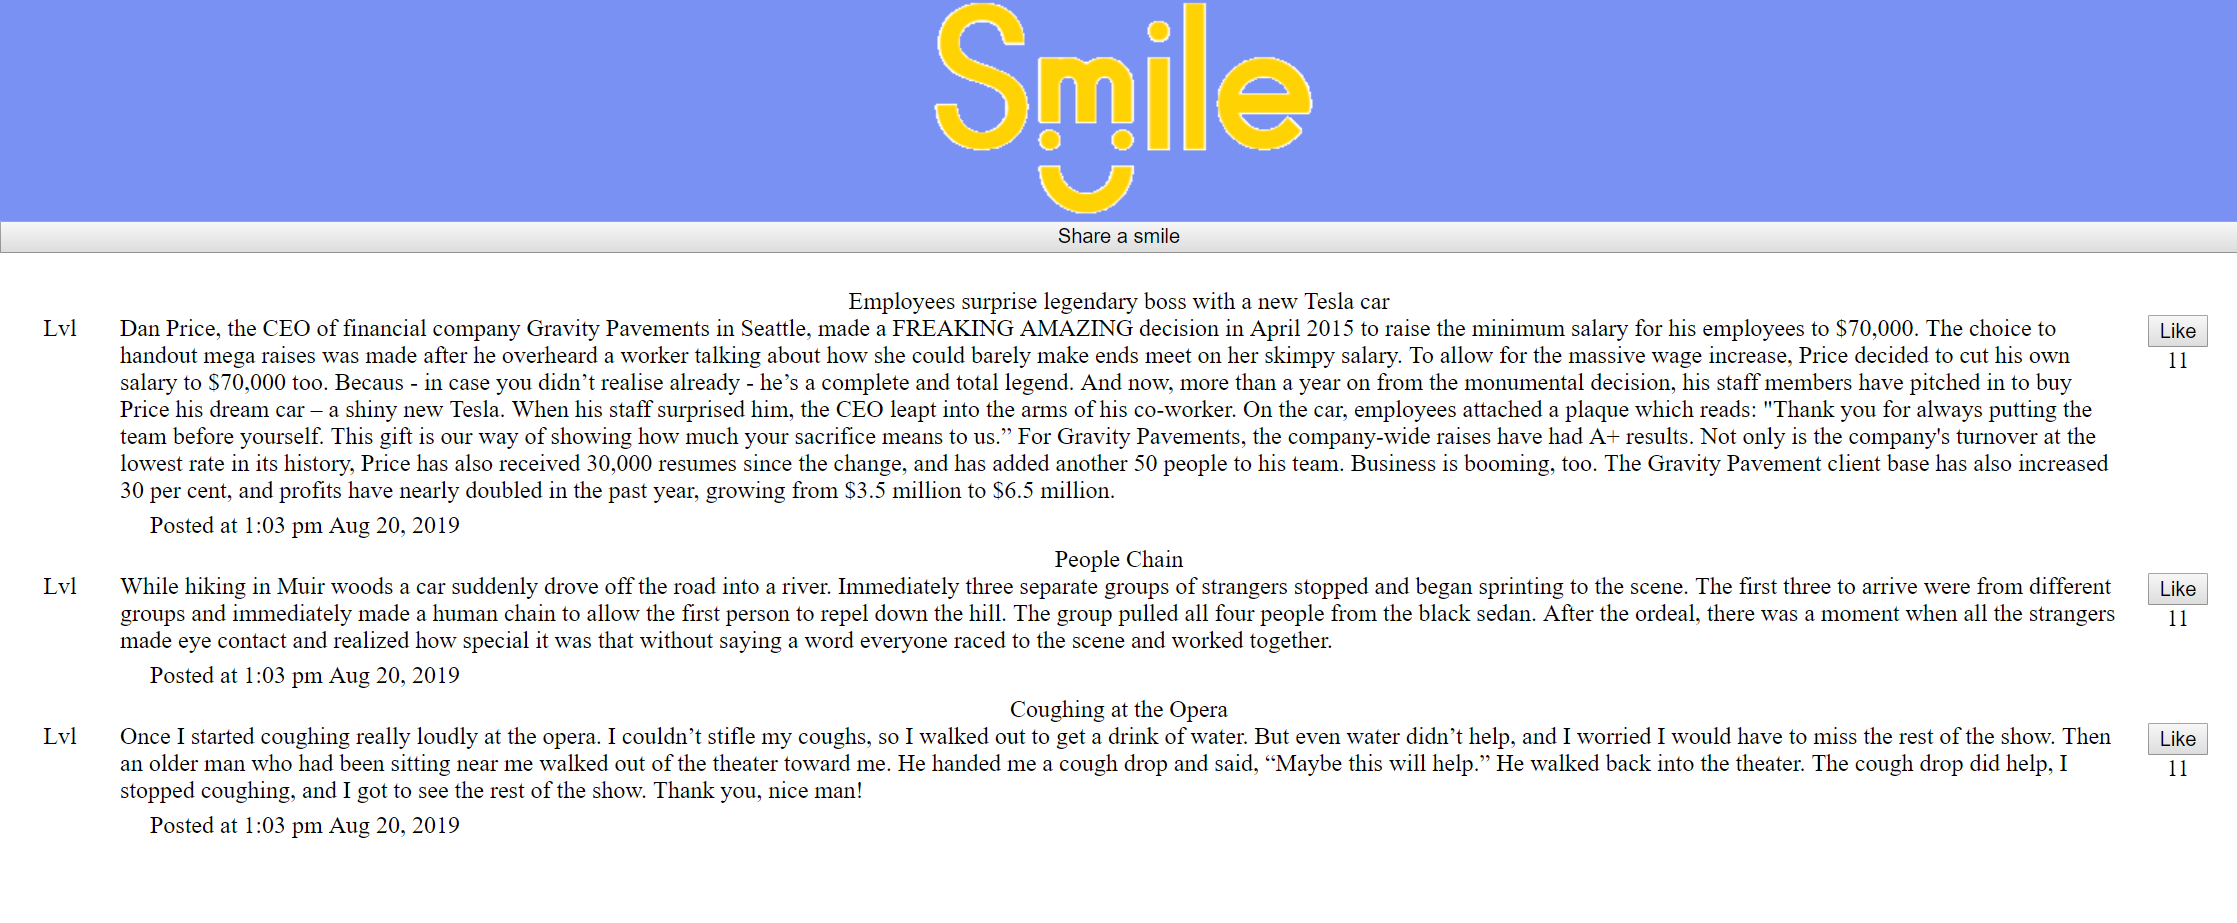 Smile
Share a smile
Employees surprise legendary boss with a new Tesla car
Lvl
Dan Price, the CEO of financial company Gravity Pavements in Seattle, made a FREAKING AMAZING decision in April 2015 to raise the minimum salary for his employees to $70,000. The choice to
handout mega raises was made after he overheard a worker talking about how she could barely make ends meet on her skimpy salary. To allow for the massive wage increase, Price decided to cut his own
salary to $70,000 too. Becaus - in case you didn’t realise already - he’s a complete and total legend. And now, more than a year on from the monumental decision, his staff members have pitched in to buy
Price his dream car – a shiny new Tesla. When his staff surprised him, the CEO leapt into the arms of his co-worker. On the car, employees attached a plaque which reads: "Thank you for always putting the
team before yourself. This gift is our way of showing how much your sacrifice means to us.” For Gravity Pavements, the company-wide raises have had A+ results. Not only is the company's turnover at the
lowest rate in its history, Price has also received 30,000 resumes since the change, and has added another 50 people to his team. Business is booming, too. The Gravity Pavement client base has also increased
30 per cent, and profits have nearly doubled in the past year, growing from $3.5 million to $6.5 million.
Like
11
Posted at 1:03 pm Aug 20, 2019
People Chain
Lvl
While hiking in Muir woods a car suddenly drove off the road into a river. Immediately three separate groups of strangers stopped and began sprinting to the scene. The first three to arrive were from different
groups and immediately made a human chain to allow the first person to repel down the hill. The group pulled all four people from the black sedan. After the ordeal, there was a moment when all the strangers
made eye contact and realized how special it was that without saying a word everyone raced to the scene and worked together.
Like
11
Posted at 1:03 pm Aug 20, 2019
Coughing at the Opera
Lvl
Once I started coughing really loudly at the opera. I couldn’t stifle my coughs, so I walked out to get a drink of water. But even water didn’t help, and I worried I would have to miss the rest of the show. Then
an older man who had been sitting near me walked out of the theater toward me. He handed me a cough drop and said, “Maybe this will help.” He walked back into the theater. The cough drop did help, I
stopped coughing, and I got to see the rest of the show. Thank you, nice man!
Like
11
Posted at 1:03 pm Aug 20, 2019